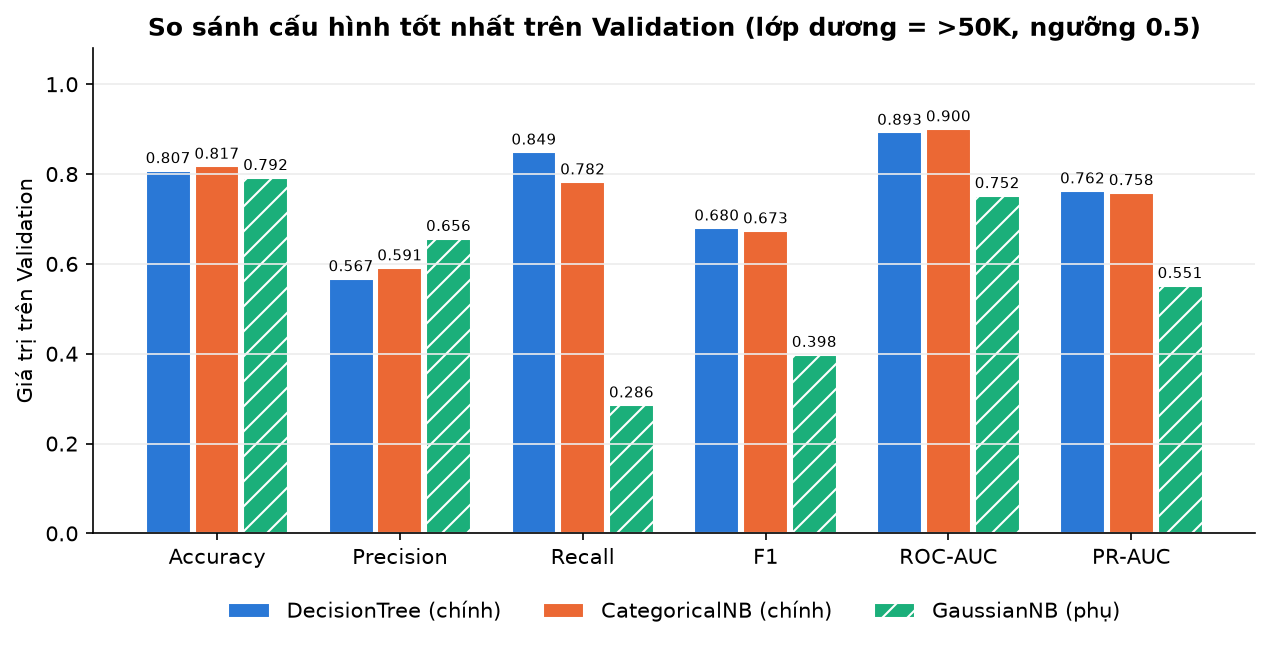 So sánh cấu hình tốt nhất trên Validation (lớp dương = >50K, ngưỡng 0.5)
Giá trị trên Validation
1.0
0.8
0.6
0.4
0.2
0.0
0.807 0.817 0.792
0.567 0.591 0.656
0.849 0.782 0.286
0.680 0.673 0.398
0.893 0.900 0.752
0.762 0.758 0.551
Accuracy Precision Recall F1 ROC-AUC PR-AUC
DecisionTree (chính) CategoricalNB (chính) GaussianNB (phụ)